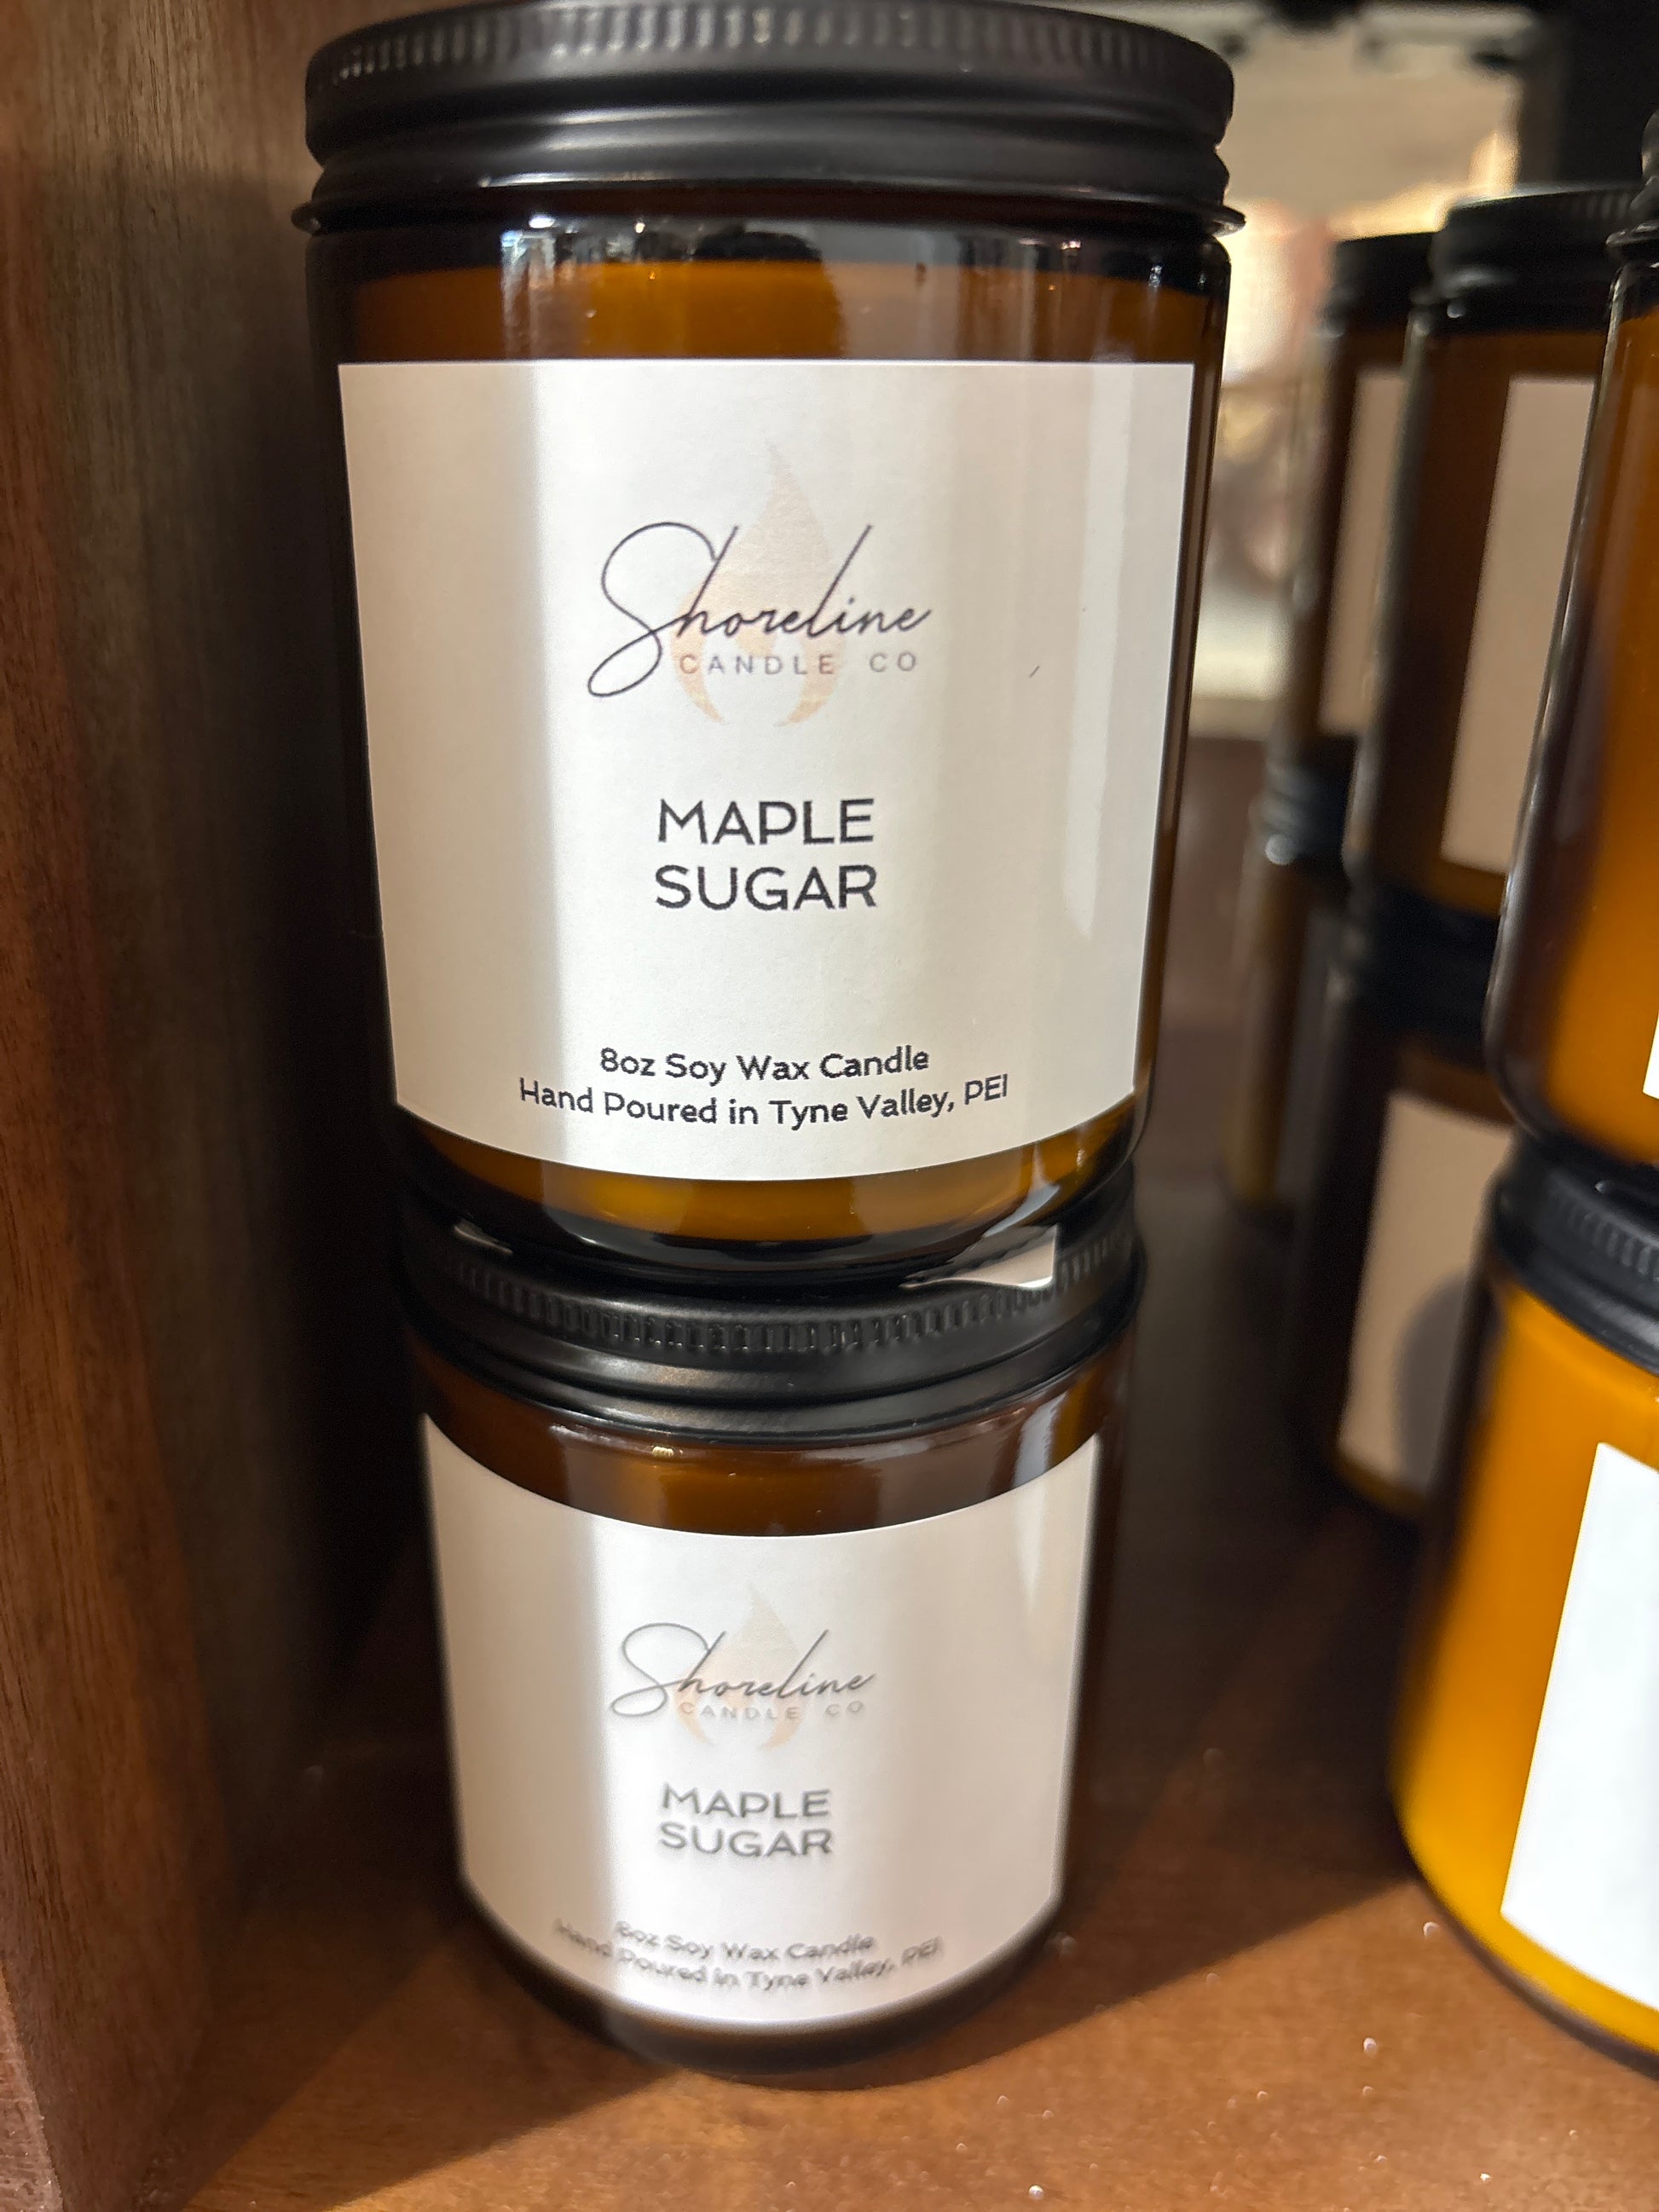 Shoreline
CANDLE CO
MAPLE
SUGAR
8oz Soy Wax Candle
Hand Poured in Tyne Valley, PEI
Shoreline
CANDLE CO
MAPLE
SUGAR
8oz Soy Wax Candle
Hand Poured in Tyne Valley, PEI